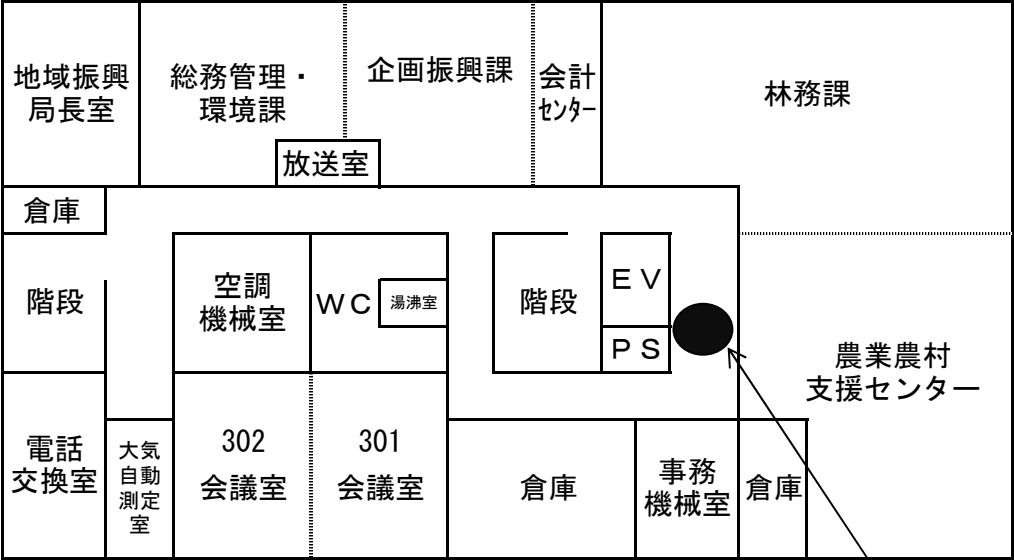 地域振興
局長室
総務管理・
環境課
企画振興課
会計
ｾﾝﾀｰ
林務課
放送室
倉庫
階段
空調
機械室
ＷＣ
湯沸室
階段
ＥＶ
ＰＳ
農業農村
支援センター
電話
交換室
大気
自動
測定
室
302
会議室
301
会議室
倉庫
事務
機械室
倉庫